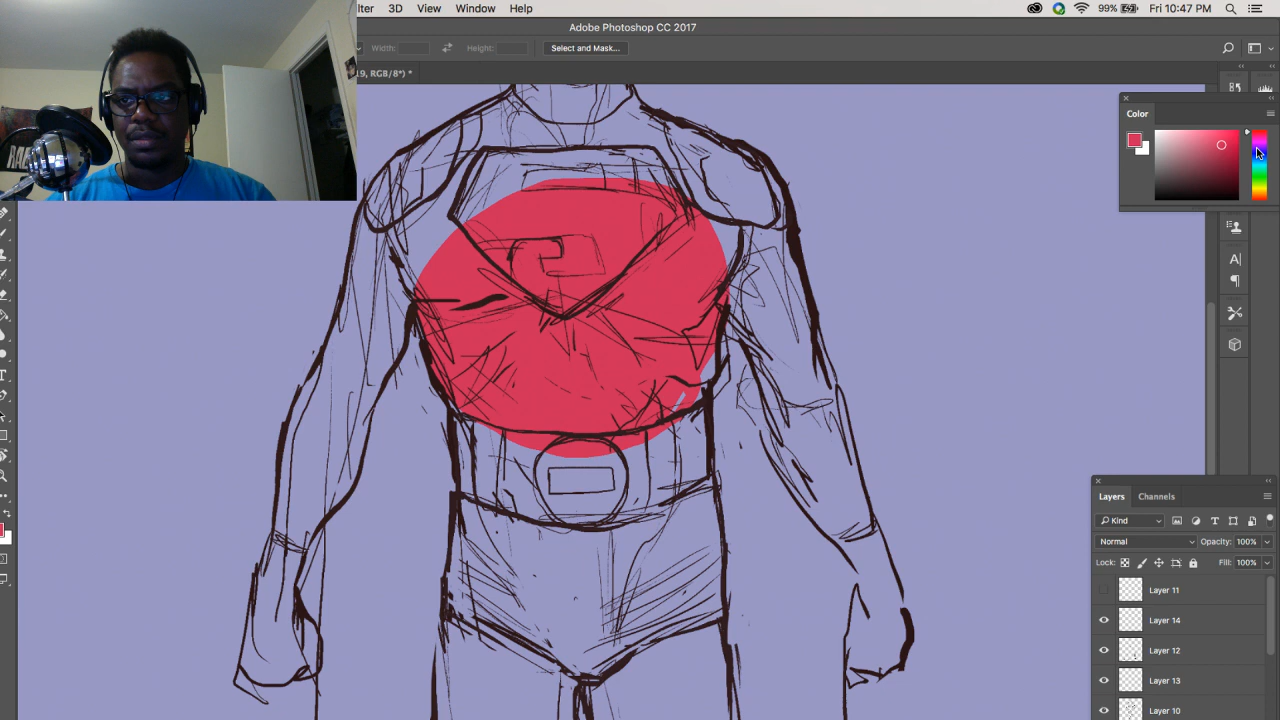 lter 3D View Window Help
99% Fri 10:47 PM
Adobe Photoshop CC 2017
Width: Height: Select and Mask...
9, RGB/8*) *
Color
Layers Channels
Kind
Normal Opacity: 100%
Lock: Fill: 100%
Layer 11
Layer 14
Layer 12
Layer 13
Layer 10